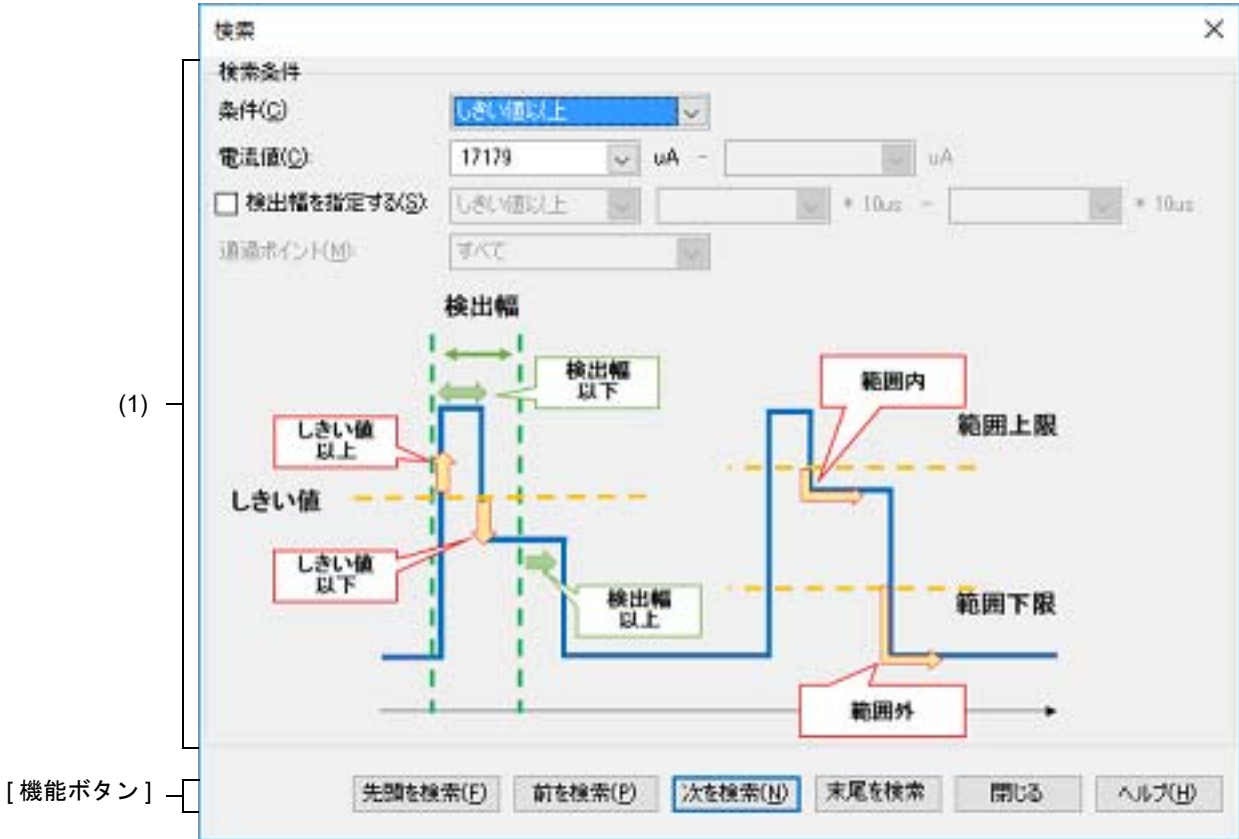 検索
検索条件
条件(C) しきい値以上
電流値(C): 17179 uA - uA
検出幅を指定する(S): しきい値以上 * 10us - * 10us
通過ポイント(M): すべて
検出幅
検出幅
以下
範囲内
(1)
しきい値
以上
範囲上限
しきい値
しきい値
以下
検出幅
以上
範囲下限
範囲外
[ 機能ボタン ]
先頭を検索(F) 前を検索(P) 次を検索(N) 末尾を検索 閉じる ヘルプ(H)